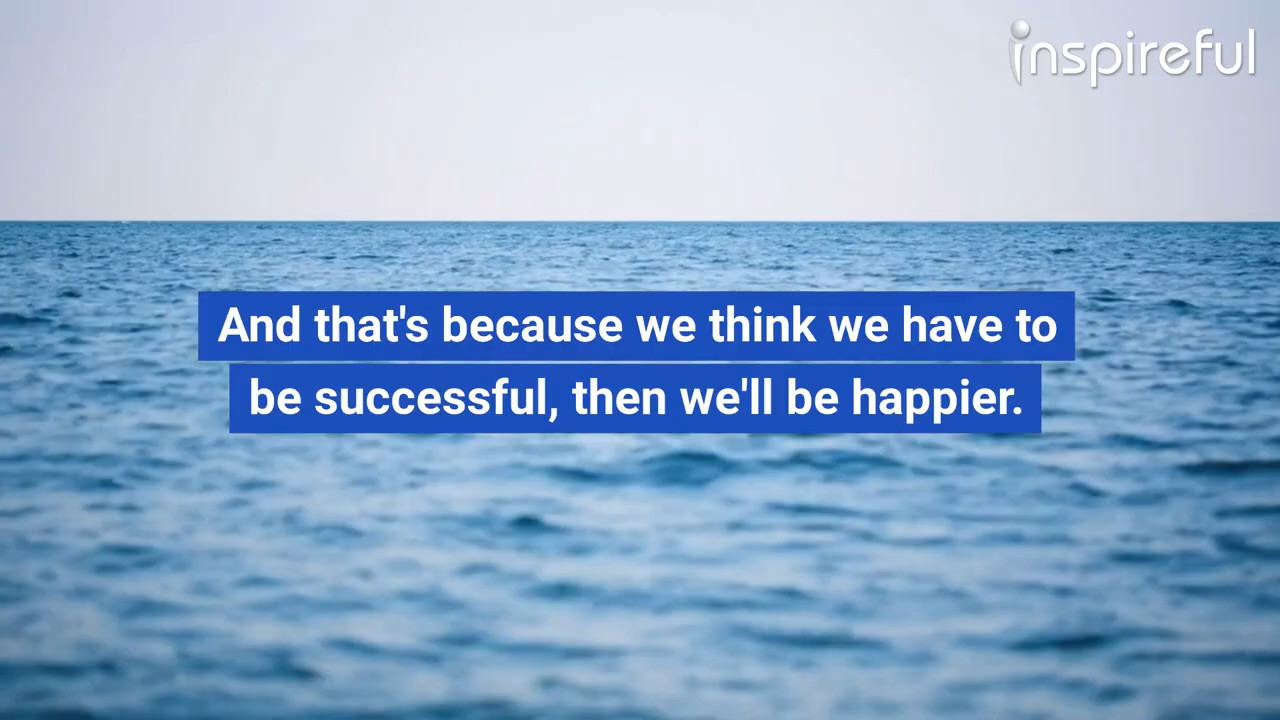 inspireful
And that's because we think we have to
be successful, then we'll be happier.